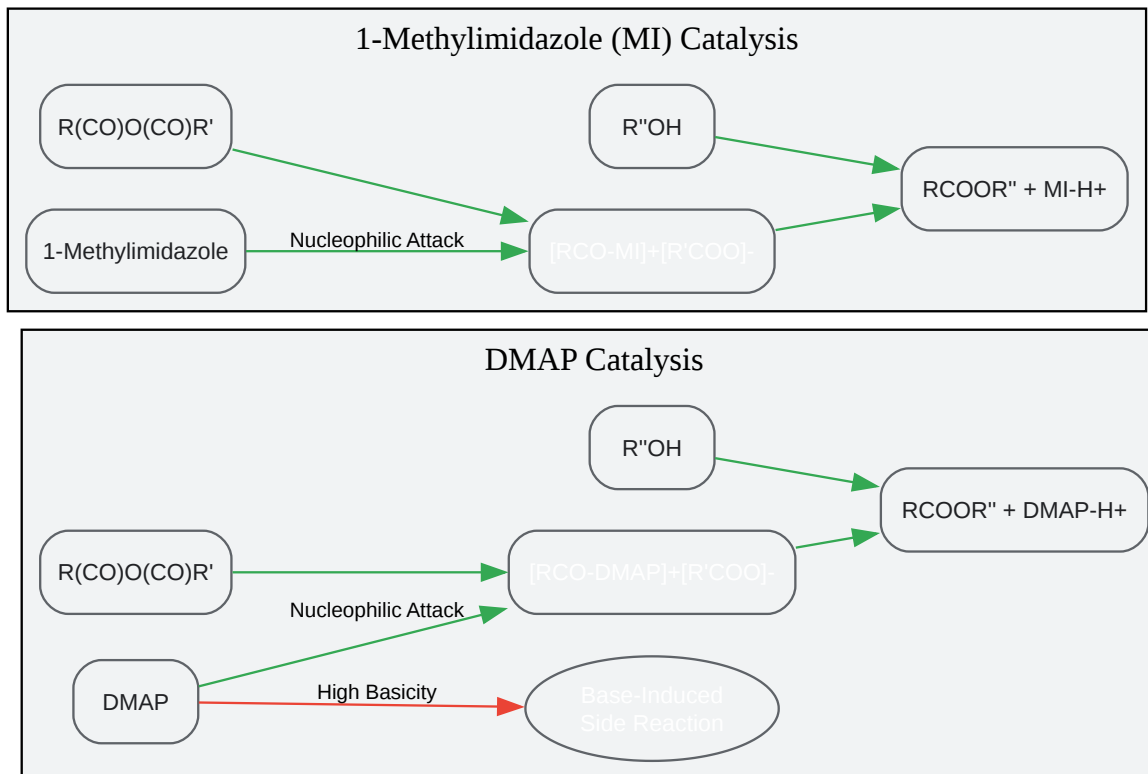 1-Methylimidazole (MI) Catalysis
R(CO)O(CO)R'
R"OH
RCOOR" + MI-H+
1-Methylimidazole
Nucleophilic Attack
[RCO-MI]+[R'COO]-
DMAP Catalysis
R"OH
RCOOR" + DMAP-H+
R(CO)O(CO)R'
[RCO-DMAP]+[R'COO]-
Nucleophilic Attack
DMAP
High Basicity
Base-Induced
Side Reaction